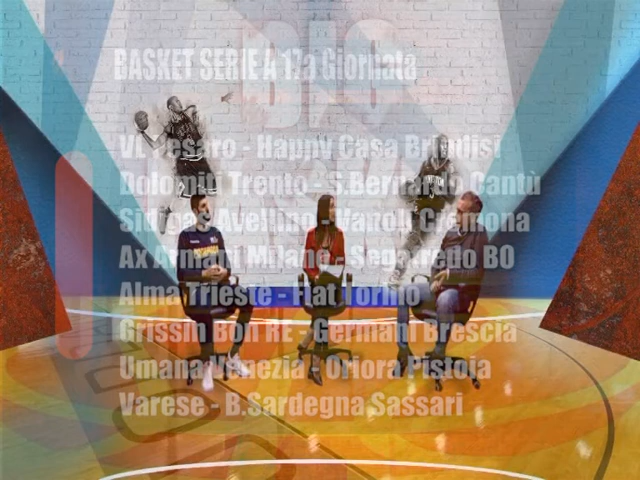 BIG
BASKET SERIE A 17a Giornata
VL Pesaro - Happy Casa Brindisi
Dolomiti Trento - S.Bernardo Cantù
Sidigas Avellino - Vanoli Cremona
Ax Armani Milano - Segafredo BO
Alma Trieste - Fiat Torino
Grissin Bon RE - Germani Brescia
Umana Venezia - Oriora Pistoia
Varese - B.Sardegna Sassari